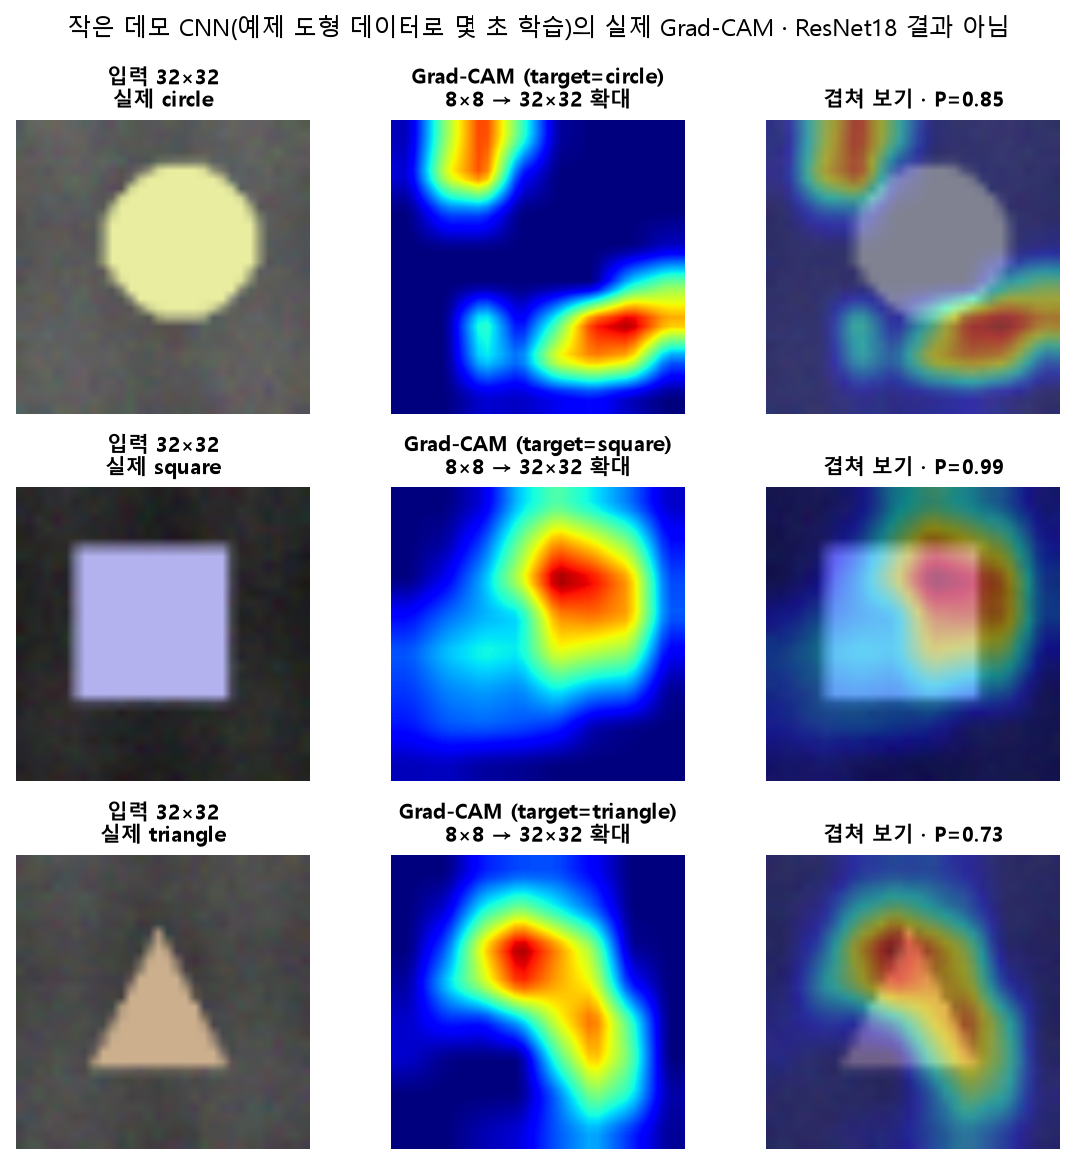 작은 데모 CNN(예제 도형 데이터로 몇 초 학습)의 실제 Grad-CAM · ResNet18 결과 아님
입력 32×32
실제 circle
Grad-CAM (target=circle)
8×8 → 32×32 확대
겹쳐 보기 · P=0.85
입력 32×32
실제 square
Grad-CAM (target=square)
8×8 → 32×32 확대
겹쳐 보기 · P=0.99
입력 32×32
실제 triangle
Grad-CAM (target=triangle)
8×8 → 32×32 확대
겹쳐 보기 · P=0.73